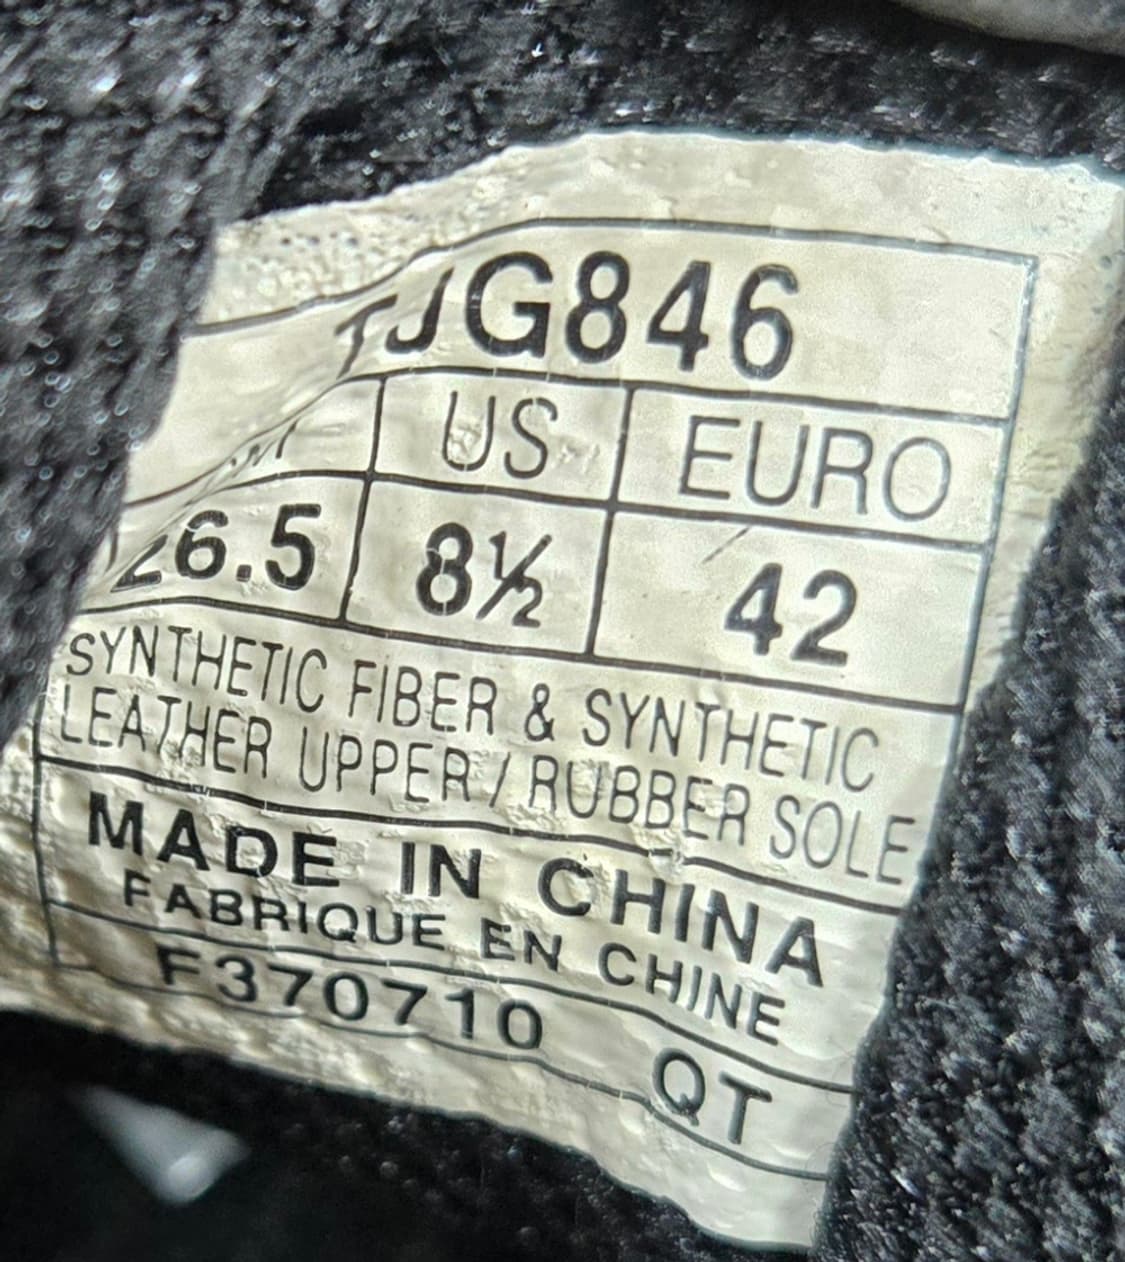 TJG846
US EURO
26.5 8½ 42
SYNTHETIC FIBER & SYNTHETIC
LEATHER UPPER / RUBBER SOLE
MADE IN CHINA
FABRIQUE EN CHINE
F370710 QT